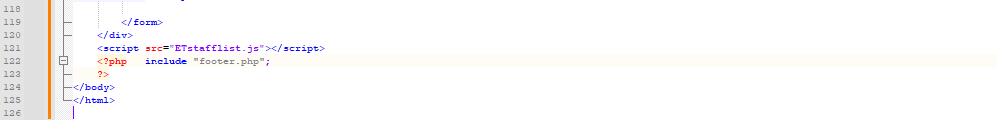 118
119 </form>
120 </div>
121 <script src="ETstafflist.js"></script>
122 <?php include "footer.php";
123 ?>
124 </body>
125 </html>
126